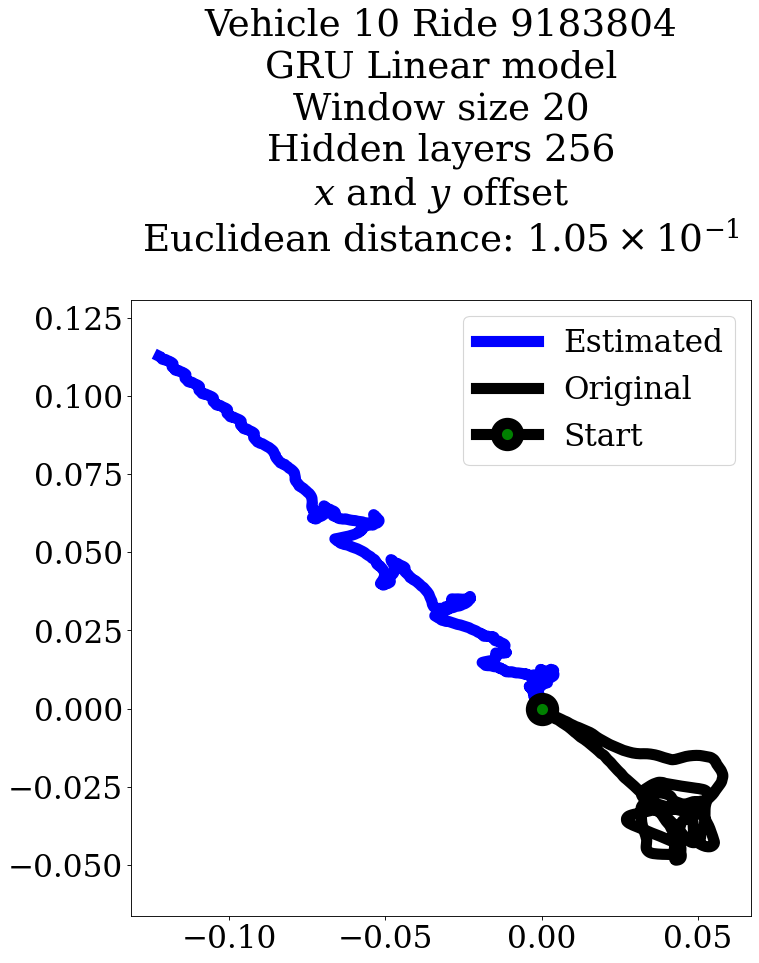 Vehicle 10 Ride 9183804
GRU Linear model
Window size 20
Hidden layers 256
x and y offset
Euclidean distance: 1.05 × 10⁻¹
Estimated
Original
Start
0.125
0.100
0.075
0.050
0.025
0.000
−0.025
−0.050
−0.10 −0.05 0.00 0.05